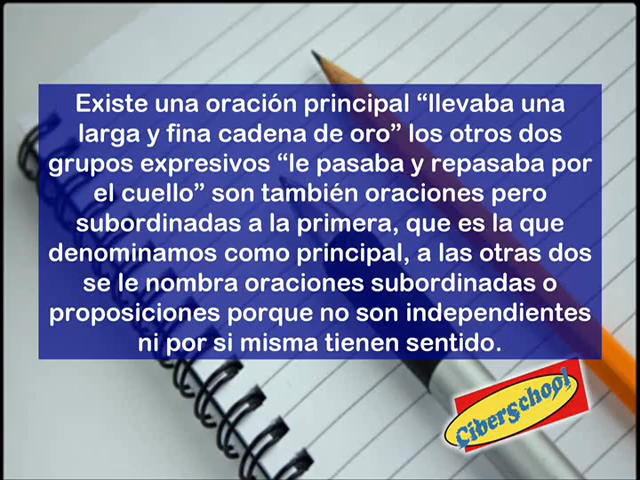 Existe una oración principal “llevaba una
larga y fina cadena de oro” los otros dos
grupos expresivos “le pasaba y repasaba por
el cuello” son también oraciones pero
subordinadas a la primera, que es la que
denominamos como principal, a las otras dos
se le nombra oraciones subordinadas o
proposiciones porque no son independientes
ni por si misma tienen sentido.
Ciberschool